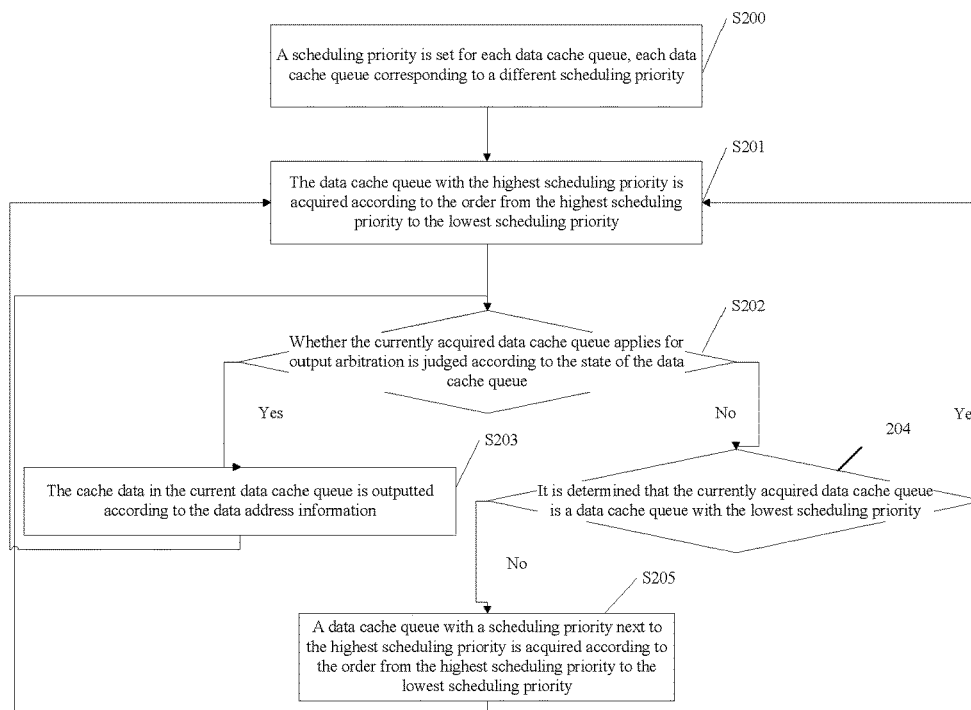 S200
A scheduling priority is set for each data cache queue, each data
cache queue corresponding to a different scheduling priority
S201
The data cache queue with the highest scheduling priority is
acquired according to the order from the highest scheduling
priority to the lowest scheduling priority
S202
Whether the currently acquired data cache queue applies for
output arbitration is judged according to the state of the data
cache queue
Yes
No
Ye
204
S203
The cache data in the current data cache queue is outputted
according to the data address information
It is determined that the currently acquired data cache queue
is a data cache queue with the lowest scheduling priority
No
S205
A data cache queue with a scheduling priority next to
the highest scheduling priority is acquired according to
the order from the highest scheduling priority to the
lowest scheduling priority